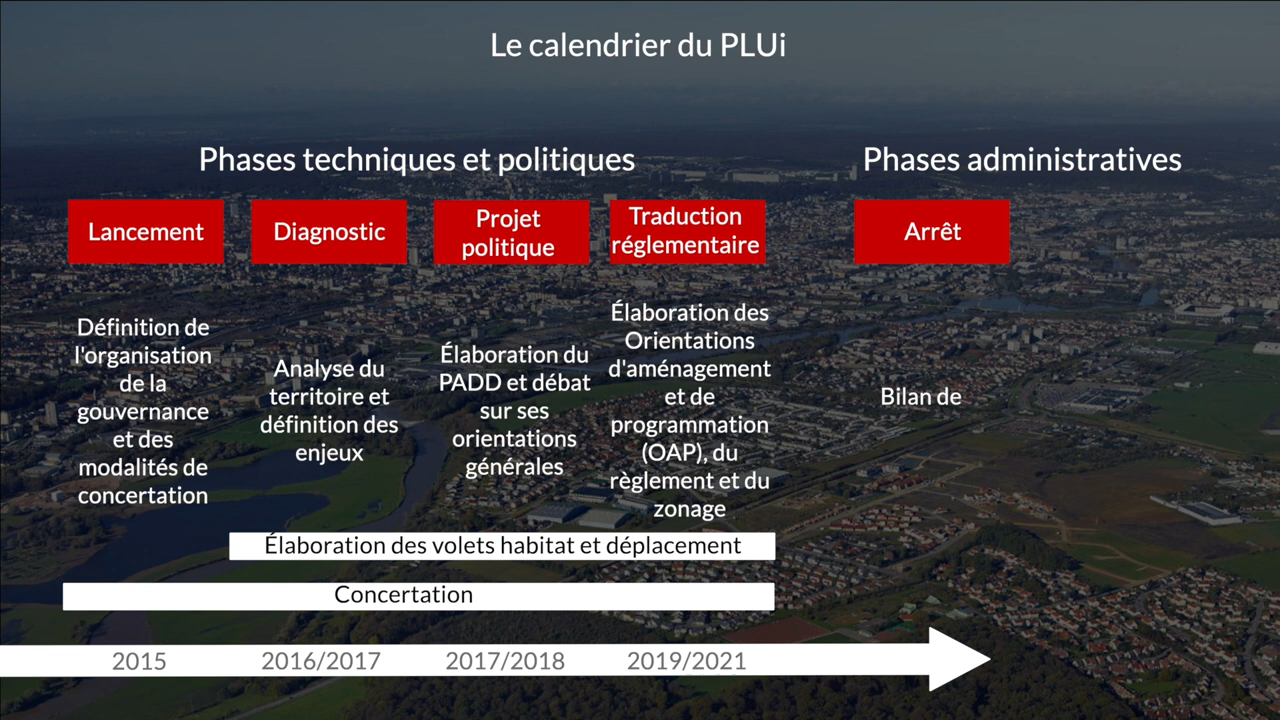 Le calendrier du PLUi
Phases techniques et politiques
Phases administratives
Lancement
Diagnostic
Projet
politique
Traduction
réglementaire
Arrêt
Définition de
l'organisation
de la
gouvernance
et des
modalités de
concertation
Analyse du
territoire et
définition des
enjeux
Élaboration du
PADD et débat
sur ses
orientations
générales
Élaboration des
Orientations
d'aménagement
et de
programmation
(OAP), du
règlement et du
zonage
Bilan de
Élaboration des volets habitat et déplacement
Concertation
2015
2016/2017
2017/2018
2019/2021